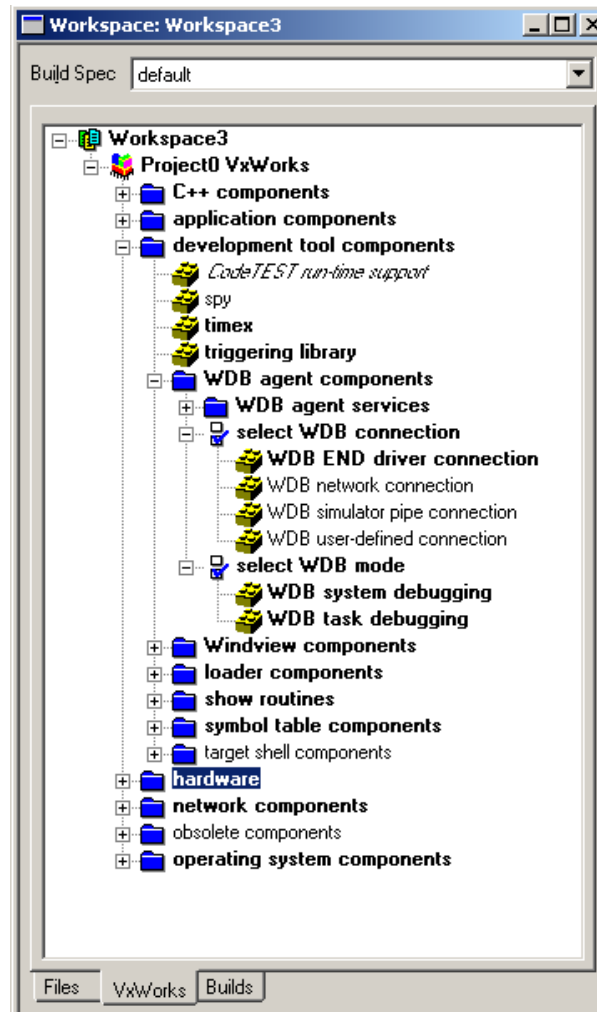 Workspace: Workspace3
Build Spec default
Workspace3
Project0 VxWorks
C++ components
application components
development tool components
CodeTEST run-time support
spy
timex
triggering library
WDB agent components
WDB agent services
select WDB connection
WDB END driver connection
WDB network connection
WDB simulator pipe connection
WDB user-defined connection
select WDB mode
WDB system debugging
WDB task debugging
Windview components
loader components
show routines
symbol table components
target shell components
hardware
network components
obsolete components
operating system components
Files VxWorks Builds